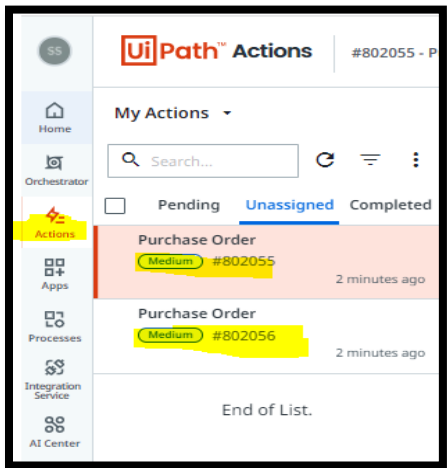 SS
UiPath™ Actions
#802055 - P
Home
Orchestrator
Actions
Apps
Processes
Integration
Service
AI Center
My Actions
Search...
Pending Unassigned Completed
Purchase Order
Medium #802055
2 minutes ago
Purchase Order
Medium #802056
2 minutes ago
End of List.